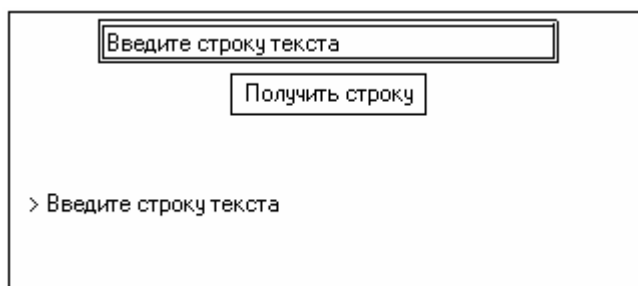 Введите строку текста
Получить строку
> Введите строку текста